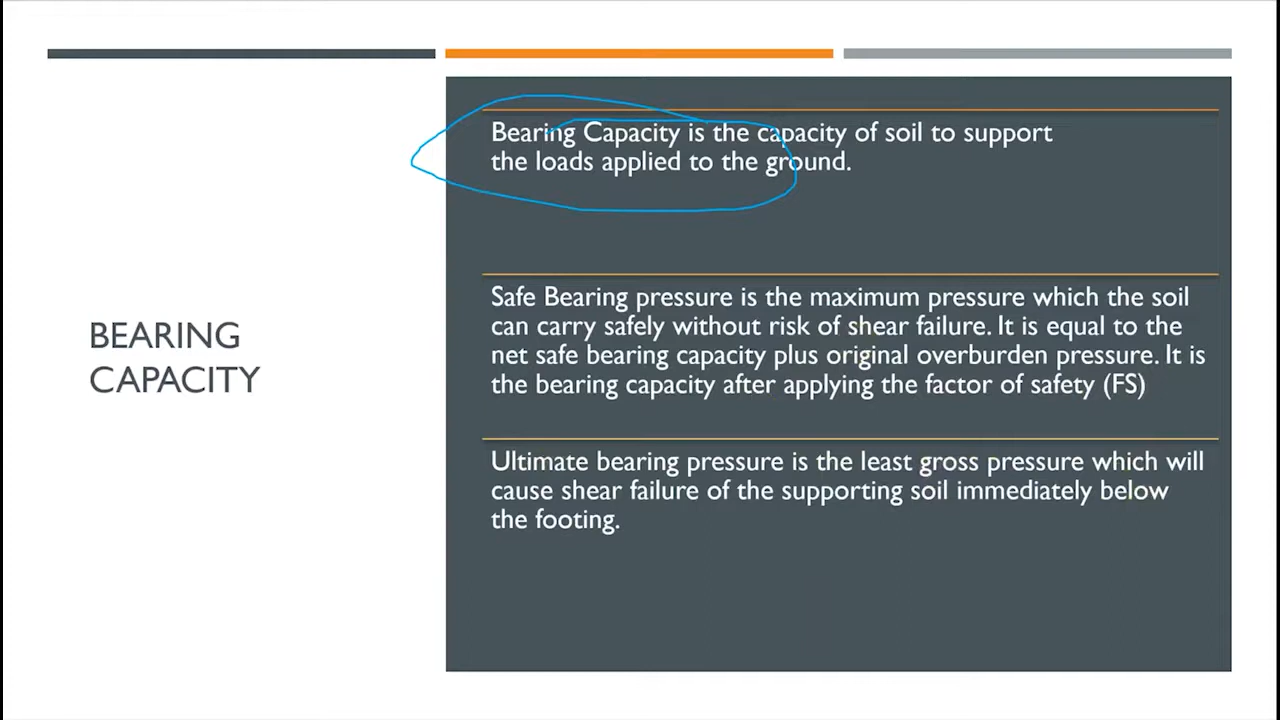 BEARING
CAPACITY
Bearing Capacity is the capacity of soil to support
the loads applied to the ground.
Safe Bearing pressure is the maximum pressure which the soil
can carry safely without risk of shear failure. It is equal to the
net safe bearing capacity plus original overburden pressure. It is
the bearing capacity after applying the factor of safety (FS)
Ultimate bearing pressure is the least gross pressure which will
cause shear failure of the supporting soil immediately below
the footing.